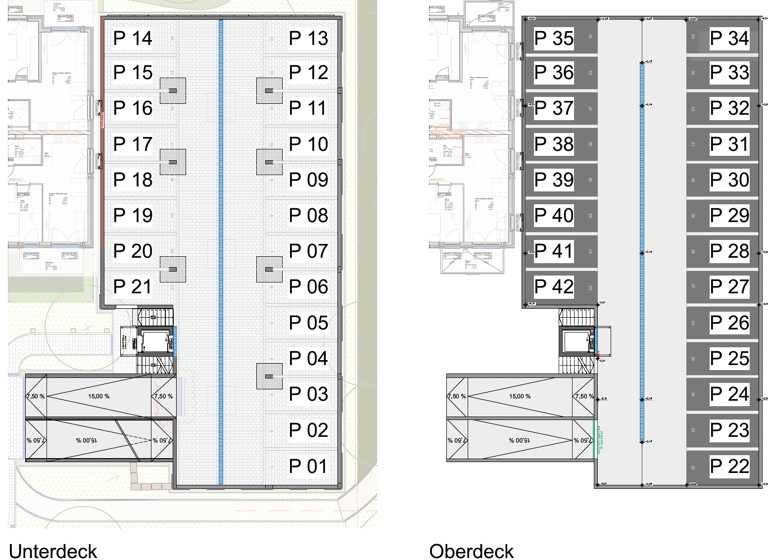 P 14 P 13
P 15 P 12
P 16 P 11
P 17 P 10
P 18 P 09
P 19 P 08
P 20 P 07
P 21 P 06
P 05
P 04
P 03
P 02
P 01
7,50 % 15,00 % 7,50 %
7,50 % 15,00 % 7,50 %
Unterdeck
P 35 P 34
P 36 P 33
P 37 P 32
P 38 P 31
P 39 P 30
P 40 P 29
P 41 P 28
P 42 P 27
P 26
P 25
P 24
P 23
P 22
7,50 % 15,00 % 7,50 %
7,50 % 15,00 % 7,50 %
Oberdeck